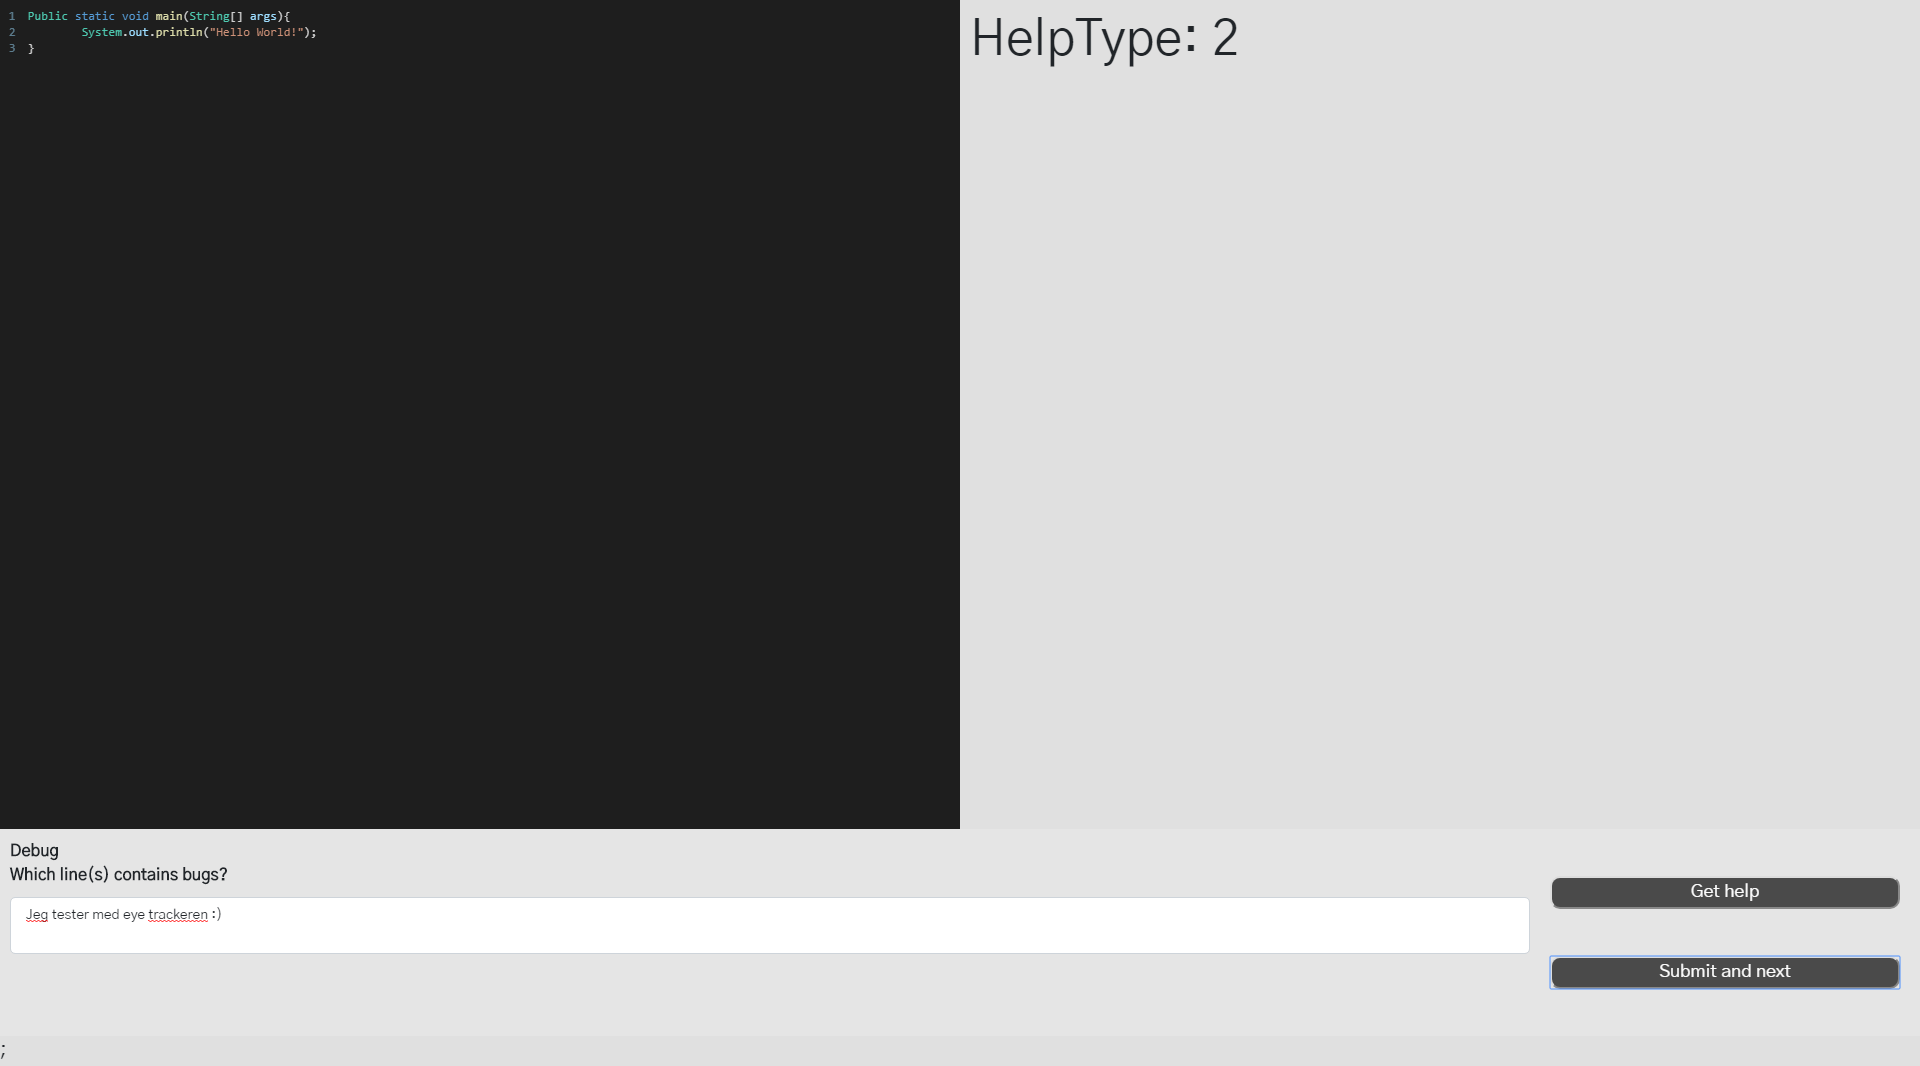 1 Public static void main(String[] args){
2 System.out.println("Hello World!");
3 }
HelpType: 2
Debug
Which line(s) contains bugs?
Jeg tester med eye trackeren :)
Get help
Submit and next
;